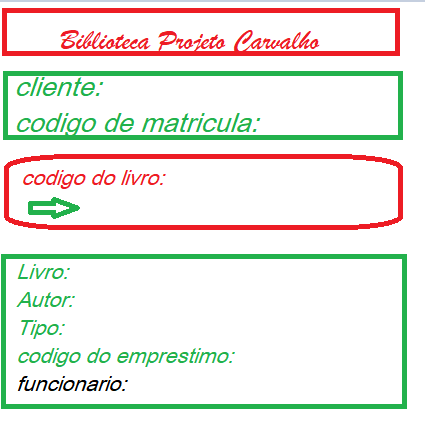 Biblioteca Projeto Carvalho
cliente:
codigo de matricula:
codigo do livro:
Livro:
Autor:
Tipo:
codigo do emprestimo:
funcionario: